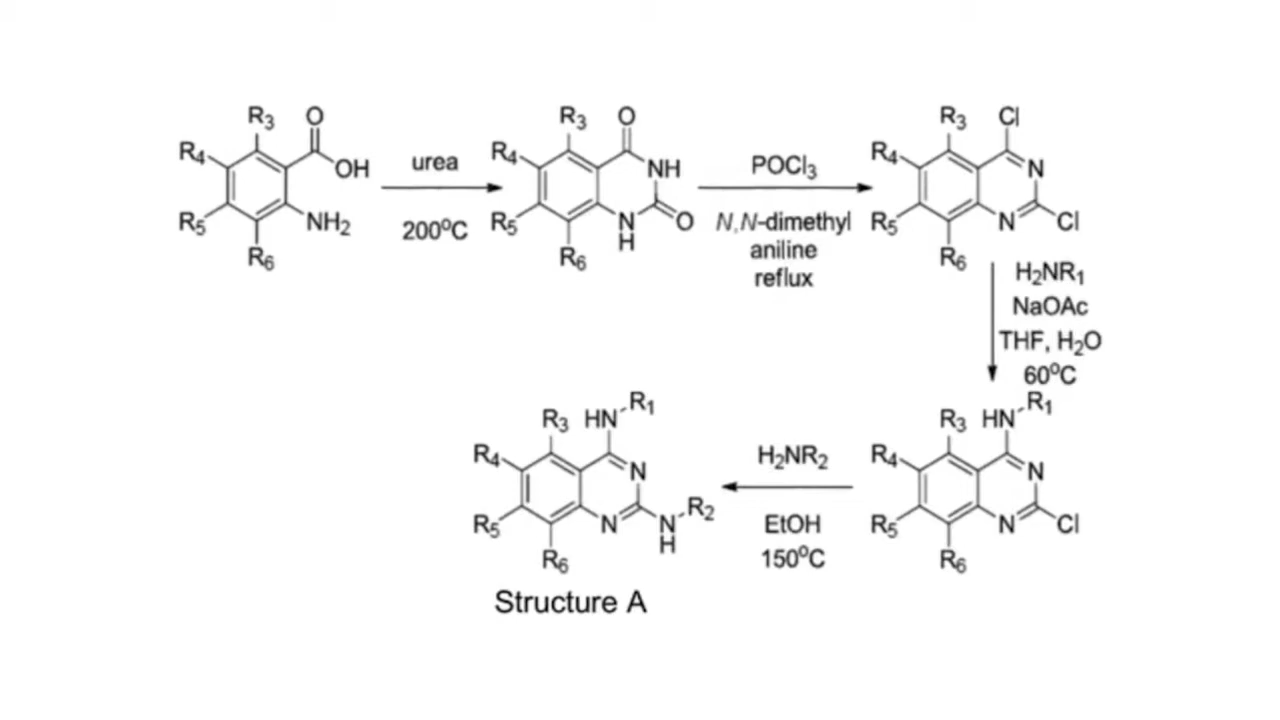 R3 O
R4
OH
R5
NH2
R6
urea
200°C
R3 O
R4
NH
R5
N
H
O
R6
POCl3
N,N-dimethyl
aniline
reflux
R3 Cl
R4
N
R5
N
Cl
R6
H2NR1
NaOAc
THF, H2O
60°C
R3 HN R1
R4
N
R5
N
N
H
R2
R6
H2NR2
EtOH
150°C
R3 HN R1
R4
N
R5
N
Cl
R6
Structure A